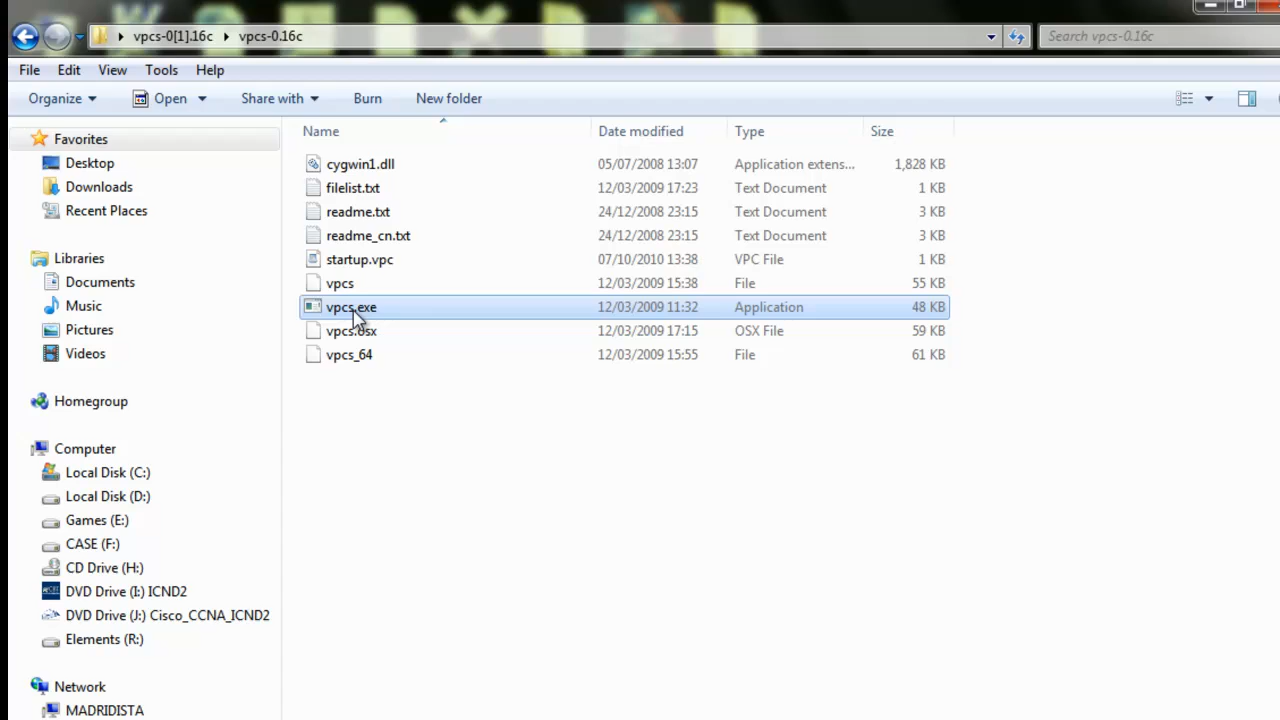 vpcs-0[1].16c vpcs-0.16c Search vpcs-0.16c
File Edit View Tools Help
Organize Open Share with Burn New folder
Name Date modified Type Size
cygwin1.dll 05/07/2008 13:07 Application extens... 1,828 KB
filelist.txt 12/03/2009 17:23 Text Document 1 KB
readme.txt 24/12/2008 23:15 Text Document 3 KB
readme_cn.txt 24/12/2008 23:15 Text Document 3 KB
startup.vpc 07/10/2010 13:38 VPC File 1 KB
vpcs 12/03/2009 15:38 File 55 KB
vpcs.exe 12/03/2009 11:32 Application 48 KB
vpcs.osx 12/03/2009 17:15 OSX File 59 KB
vpcs_64 12/03/2009 15:55 File 61 KB
Favorites
Desktop
Downloads
Recent Places
Libraries
Documents
Music
Pictures
Videos
Homegroup
Computer
Local Disk (C:)
Local Disk (D:)
Games (E:)
CASE (F:)
CD Drive (H:)
DVD Drive (I:) ICND2
DVD Drive (J:) Cisco_CCNA_ICND2
Elements (R:)
Network
MADRIDISTA